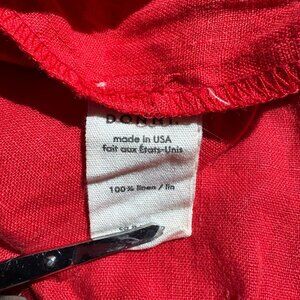 made in USA
fait aux États-Unis
100% linen / lin